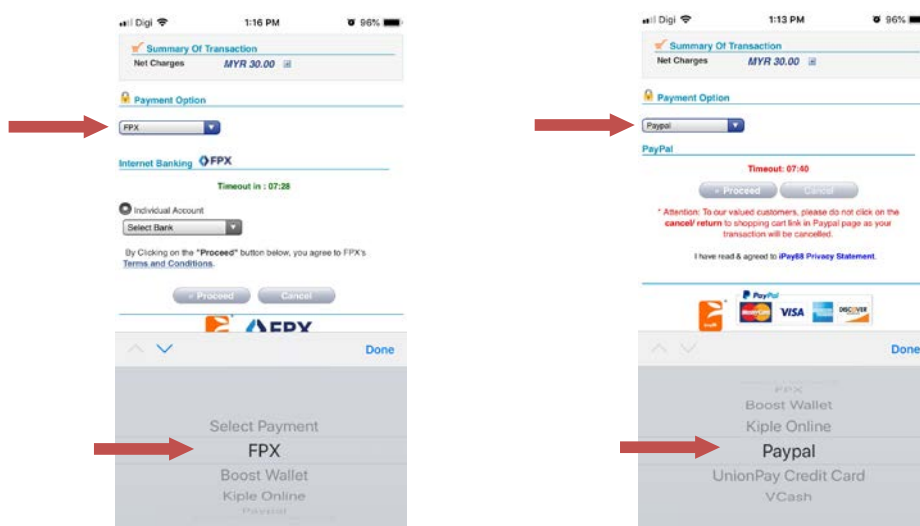 Digi 1:16 PM 96%
Summary Of Transaction
Net Charges MYR 30.00
Payment Option
FPX
Internet Banking FPX
Timeout in : 07:28
Individual Account
Select Bank
By Clicking on the "Proceed" button below, you agree to FPX's
Terms and Conditions.
« Proceed Cancel
FPX
Done
Select Payment
FPX
Boost Wallet
Kiple Online
Paypal
Digi 1:13 PM 96%
Summary Of Transaction
Net Charges MYR 30.00
Payment Option
Paypal
PayPal
Timeout: 07:40
« Proceed Cancel
* Attention: To our valued customers, please do not click on the
cancel/ return to shopping cart link in Paypal page as your
transaction will be cancelled.
I have read & agreed to iPay88 Privacy Statement.
PayPal
MasterCard VISA DISCOVER
Done
FPX
Boost Wallet
Kiple Online
Paypal
UnionPay Credit Card
VCash